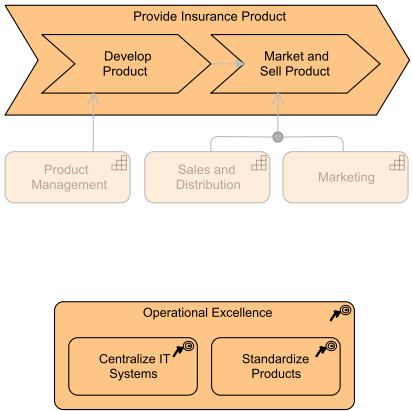 Provide Insurance Product
Develop
Product
Market and
Sell Product
Product
Management
Sales and
Distribution
Marketing
Operational Excellence
Centralize IT
Systems
Standardize
Products